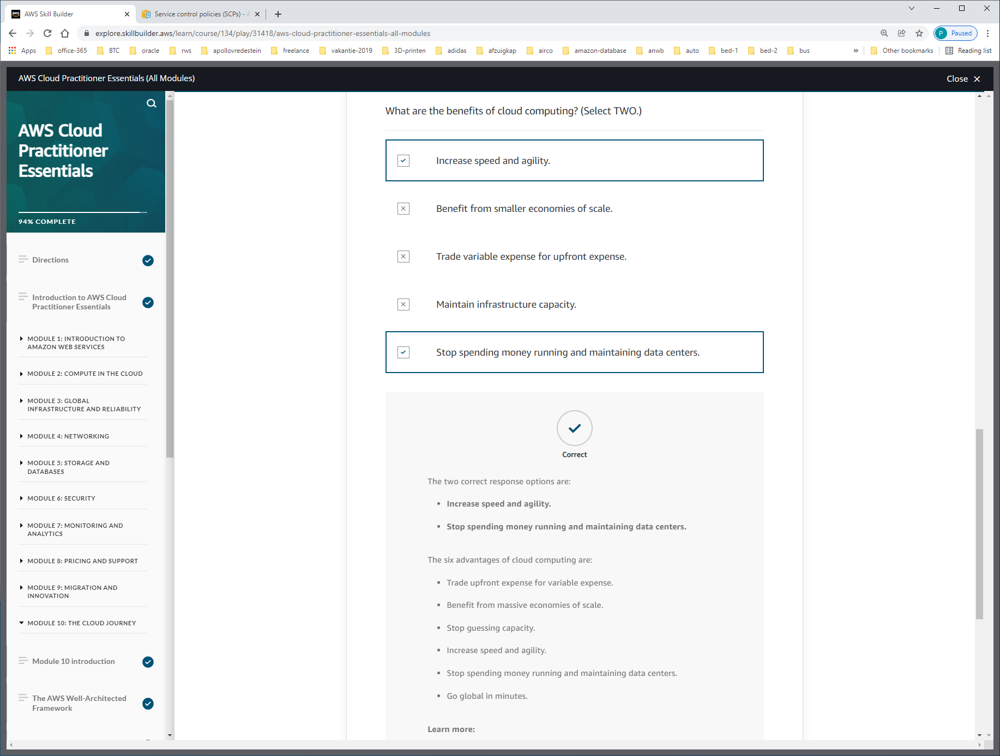 AWS Skill Builder
Service control policies (SCPs) -
explore.skillbuilder.aws/learn/course/134/play/31418/aws-cloud-practitioner-essentials-all-modules
P Paused
Apps office-365 BTC oracle rws apollovredestein freelance vakantie-2019 3D-printen adidas afzuigkap airco amazon-database anwb auto bed-1 bed-2 bus » Other bookmarks Reading list
AWS Cloud Practitioner Essentials (All Modules)
Close
AWS Cloud
Practitioner
Essentials
94% COMPLETE
Directions
Introduction to AWS Cloud
Practitioner Essentials
MODULE 1: INTRODUCTION TO
AMAZON WEB SERVICES
MODULE 2: COMPUTE IN THE CLOUD
MODULE 3: GLOBAL
INFRASTRUCTURE AND RELIABILITY
MODULE 4: NETWORKING
MODULE 5: STORAGE AND
DATABASES
MODULE 6: SECURITY
MODULE 7: MONITORING AND
ANALYTICS
MODULE 8: PRICING AND SUPPORT
MODULE 9: MIGRATION AND
INNOVATION
MODULE 10: THE CLOUD JOURNEY
Module 10 introduction
The AWS Well-Architected
Framework
What are the benefits of cloud computing? (Select TWO.)
Increase speed and agility.
Benefit from smaller economies of scale.
Trade variable expense for upfront expense.
Maintain infrastructure capacity.
Stop spending money running and maintaining data centers.
Correct
The two correct response options are:
• Increase speed and agility.
• Stop spending money running and maintaining data centers.
The six advantages of cloud computing are:
• Trade upfront expense for variable expense.
• Benefit from massive economies of scale.
• Stop guessing capacity.
• Increase speed and agility.
• Stop spending money running and maintaining data centers.
• Go global in minutes.
Learn more: